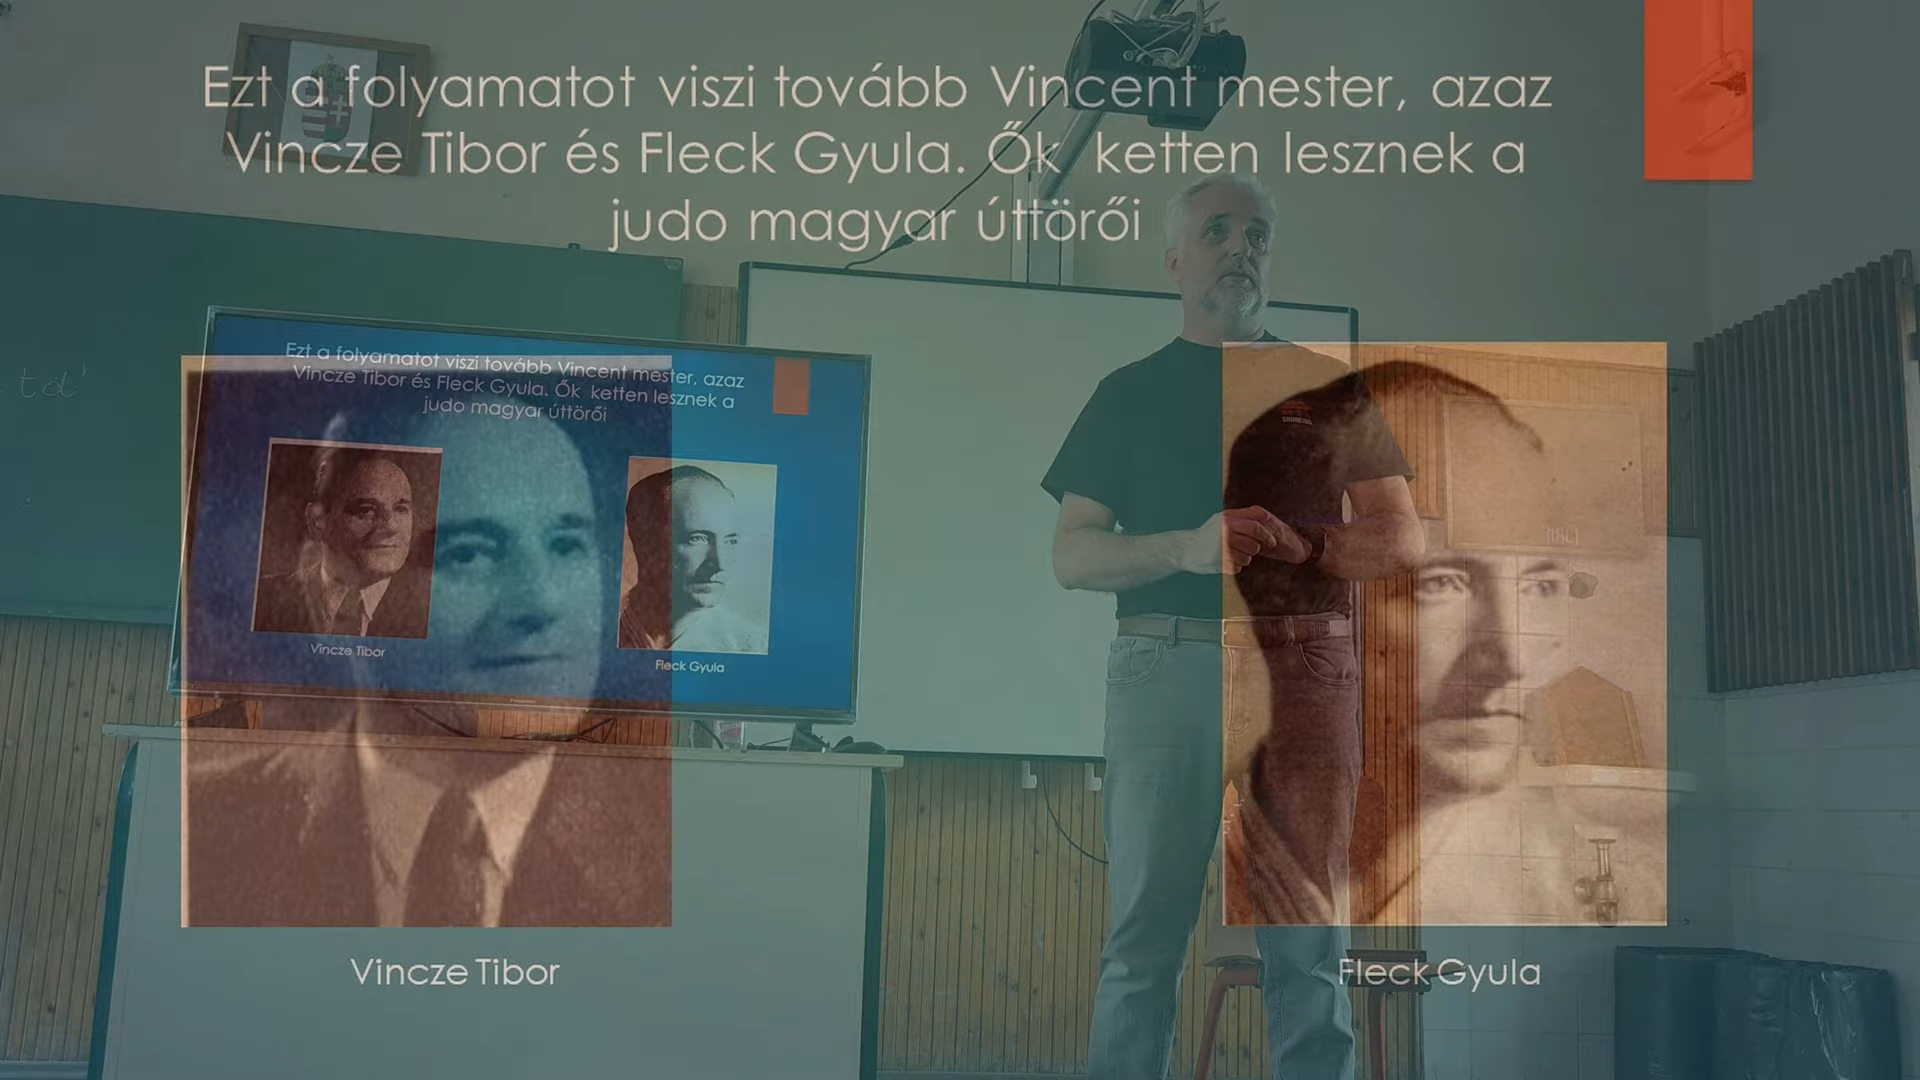 Ezt a folyamatot viszi tovább Vincent mester, azaz
Vincze Tibor és Fleck Gyula. Ők ketten lesznek a
judo magyar úttörői
Ezt a folyamatot viszi tovább Vincent mester, azaz
Vincze Tibor és Fleck Gyula. Ők ketten lesznek a
judo magyar úttörői
Vincze Tibor
Fleck Gyula
Vincze Tibor
Fleck Gyula